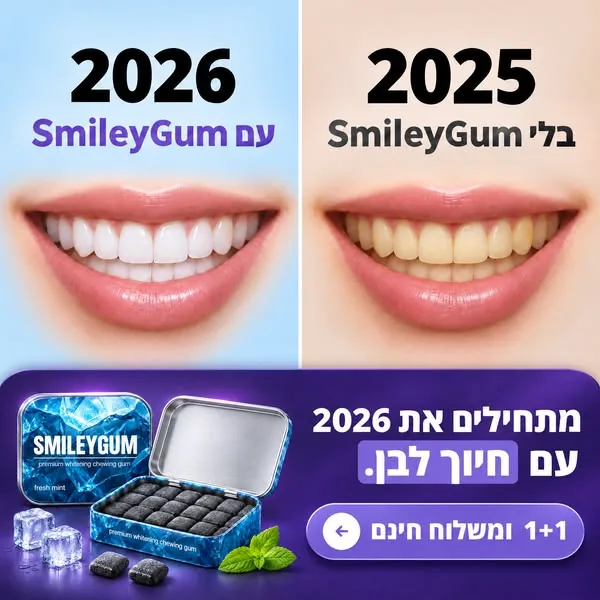 2025
בלי SmileyGum
2026
עם SmileyGum
מתחילים את 2026
עם חיוך לבן.
1+1 ומשלוח חינם
SMILEYGUM
premium whitening chewing gum
fresh mint
premium whitening chewing gum